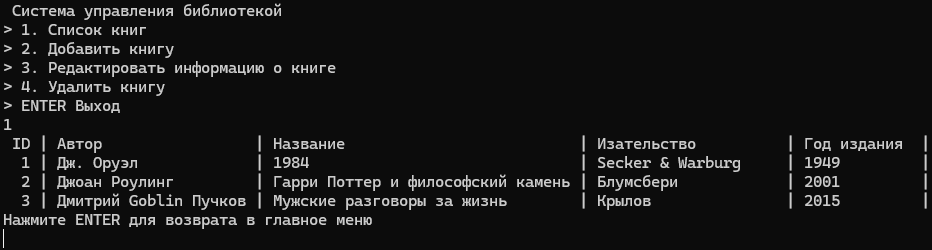 Система управления библиотекой
> 1. Список книг
> 2. Добавить книгу
> 3. Редактировать информацию о книге
> 4. Удалить книгу
> ENTER Выход
1
ID | Автор | Название | Изательство | Год издания |
1 | Дж. Оруэл | 1984 | Secker & Warburg | 1949 |
2 | Джоан Роулинг | Гарри Поттер и философский камень | Блумсбери | 2001 |
3 | Дмитрий Goblin Пучков | Мужские разговоры за жизнь | Крылов | 2015 |
Нажмите ENTER для возврата в главное меню